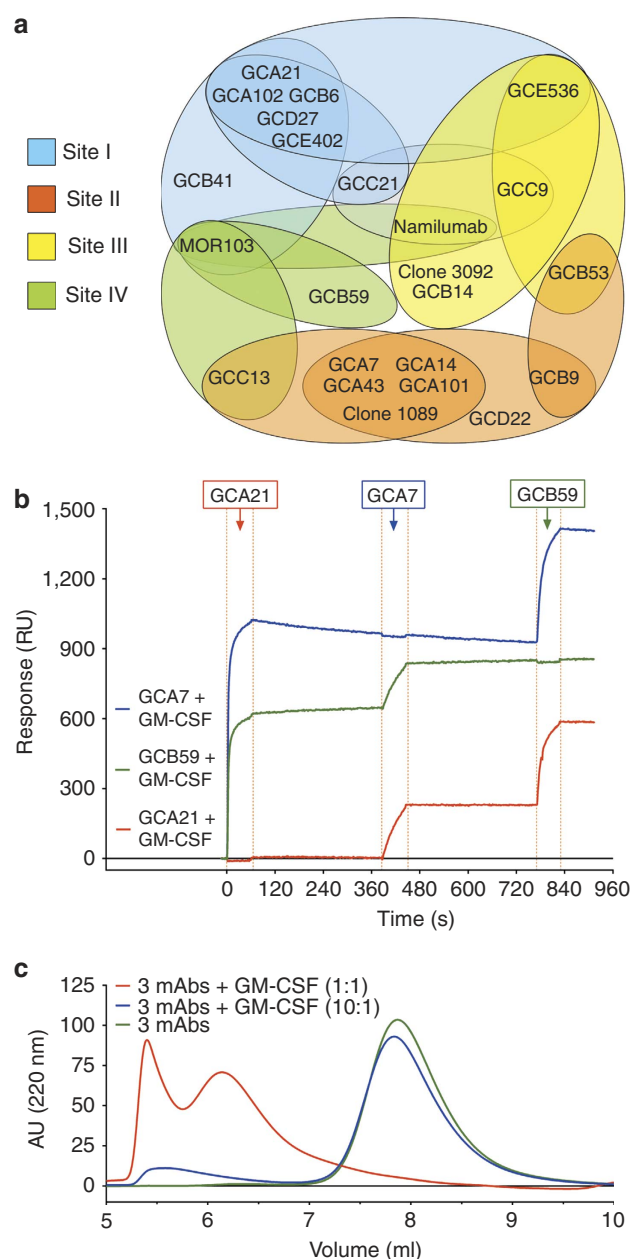 a
Site I
Site II
Site III
Site IV
GCA21
GCA102 GCB6
GCD27
GCE402
GCE536
GCB41
GCC21
GCC9
MOR103
Namilumab
Clone 3092
GCB14
GCB59
GCB53
GCC13
GCA7 GCA14
GCA43 GCA101
Clone 1089
GCD22
GCB9
b
GCA21
GCA7
GCB59
1,500
1,200
900
600
300
0
Response (RU)
GCA7 +
GM-CSF
GCB59 +
GM-CSF
GCA21 +
GM-CSF
0 120 240 360 480 600 720 840 960
Time (s)
c
3 mAbs + GM-CSF (1:1)
3 mAbs + GM-CSF (10:1)
3 mAbs
125
100
75
50
25
0
AU (220 nm)
5 6 7 8 9 10
Volume (ml)